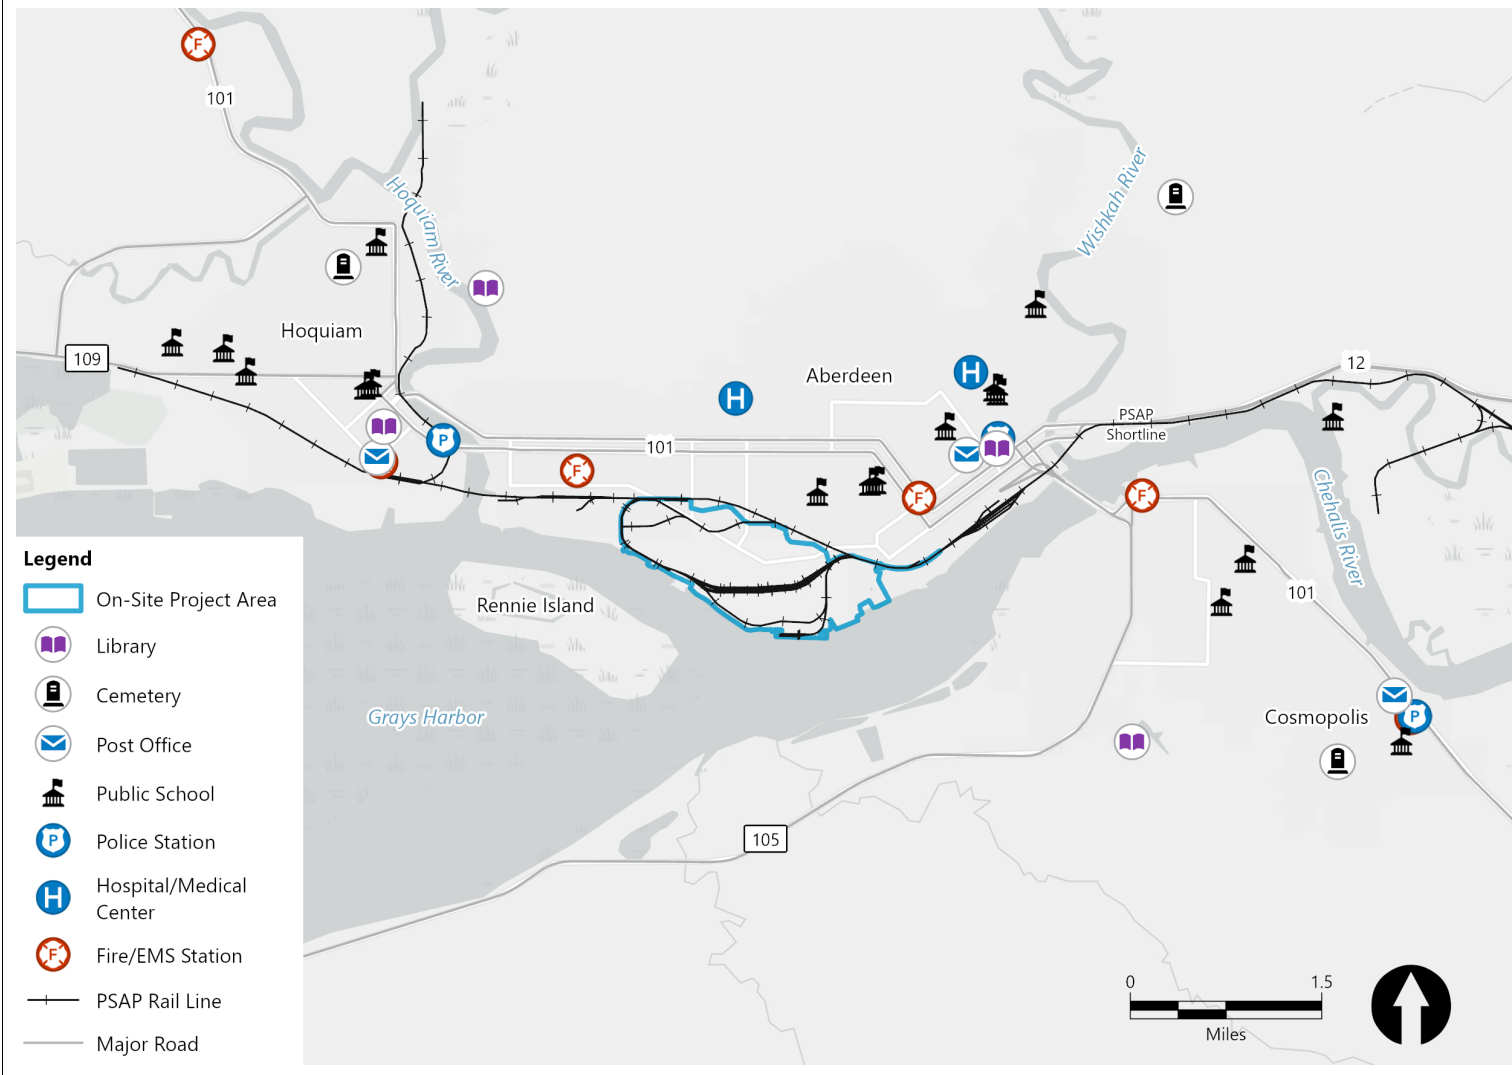 F
101
Hoquiam River
Wishkah River
Hoquiam
109
12
Aberdeen
H
H
PSAP
Shortline
P
101
F
F
F
Chehalis River
Legend
On-Site Project Area
Library
Cemetery
Post Office
Public School
P
Police Station
H
Hospital/Medical
Center
F
Fire/EMS Station
PSAP Rail Line
Major Road
Rennie Island
101
Grays Harbor
Cosmopolis
P
105
0
1.5
Miles